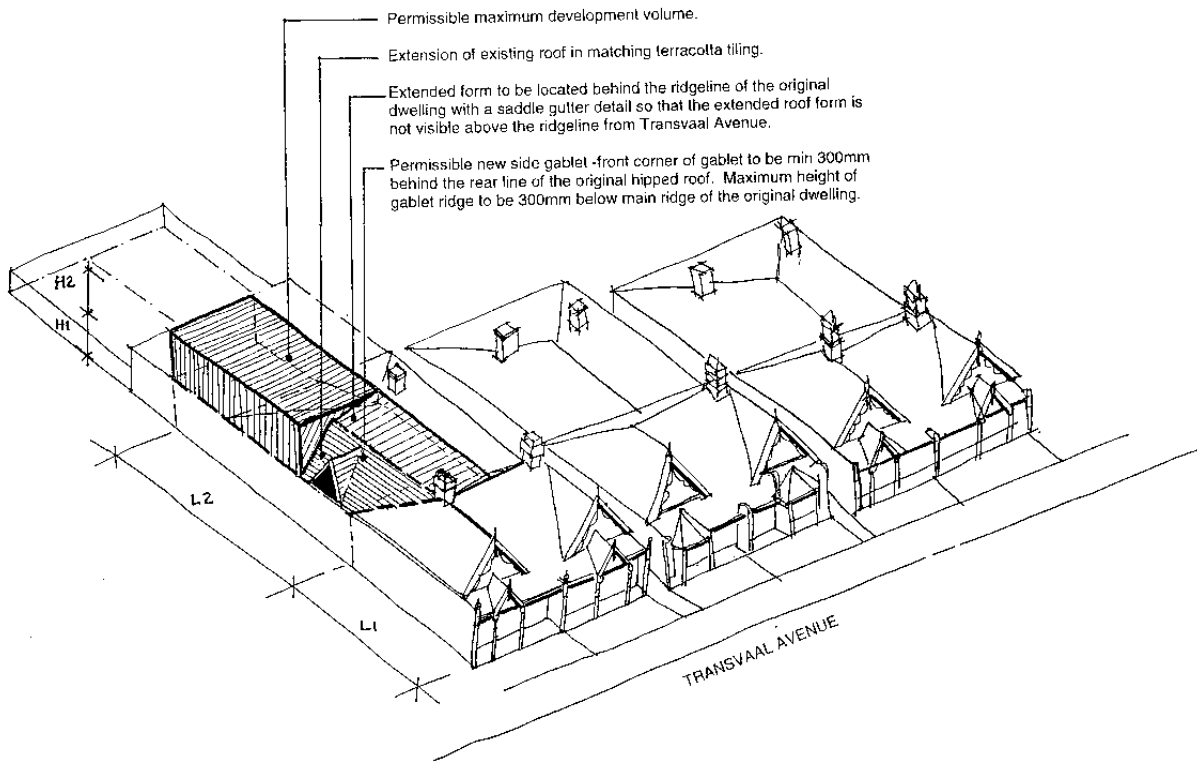 Permissible maximum development volume.
Extension of existing roof in matching terracotta tiling.
Extended form to be located behind the ridgeline of the original
dwelling with a saddle gutter detail so that the extended roof form is
not visible above the ridgeline from Transvaal Avenue.
Permissible new side gablet -front corner of gablet to be min 300mm
behind the rear line of the original hipped roof. Maximum height of
gablet ridge to be 300mm below main ridge of the original dwelling.
H2
H1
L2
L1
TRANSVAAL AVENUE